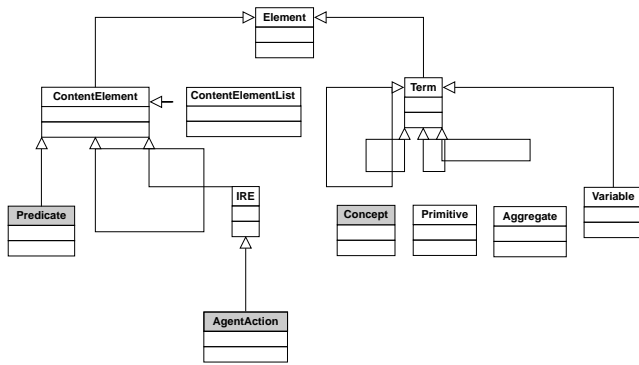 Element
ContentElement
ContentElementList
Term
Predicate
IRE
Concept
Primitive
Aggregate
Variable
AgentAction